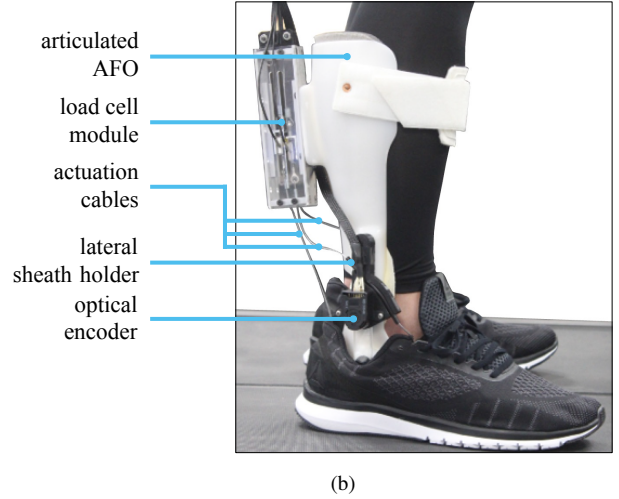 articulated
AFO
load cell
module
actuation
cables
lateral
sheath holder
optical
encoder
(b)